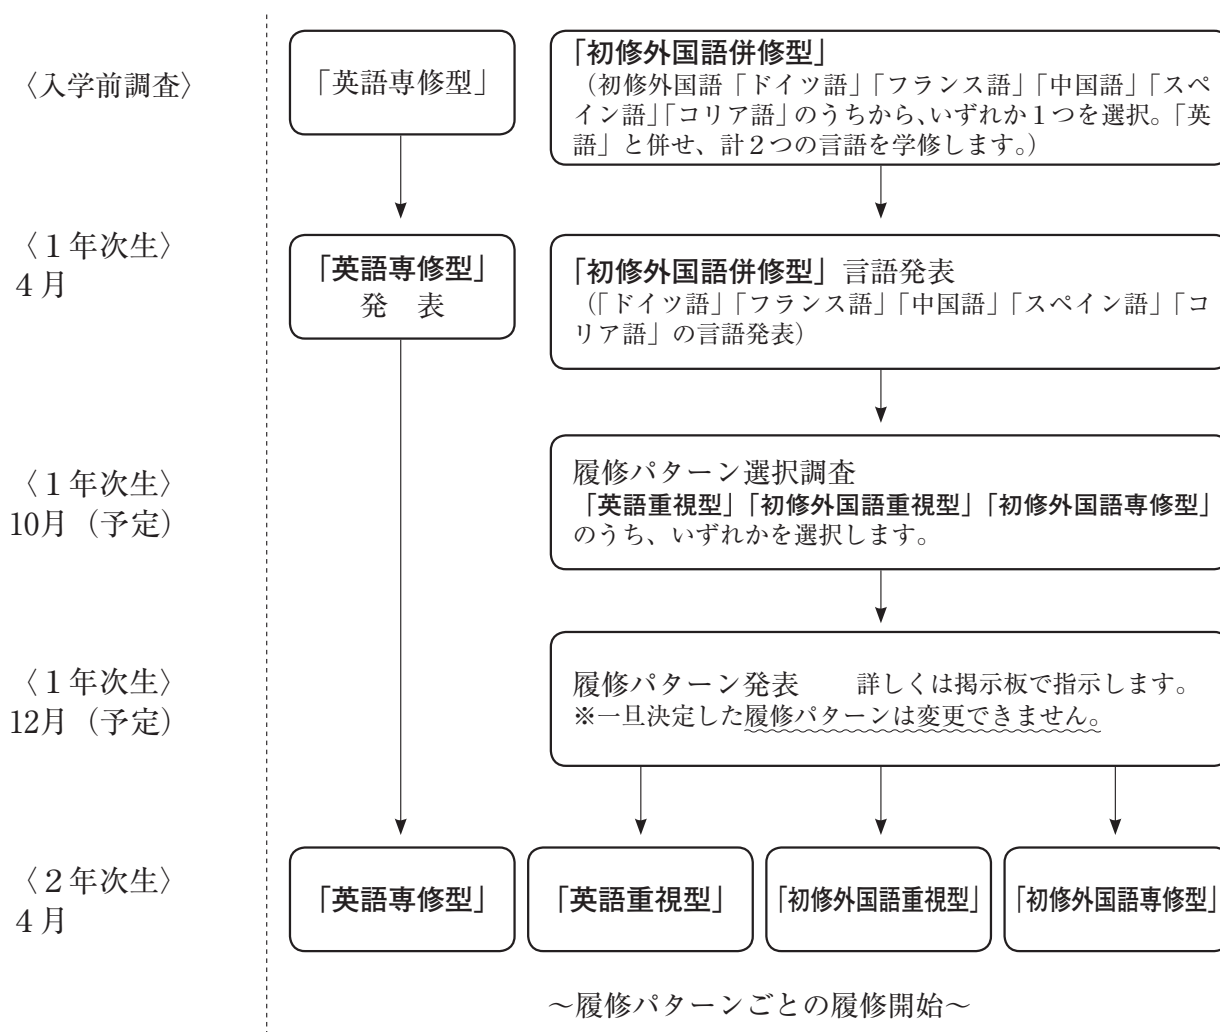 〈入学前調査〉
「英語専修型」
「初修外国語併修型」
（初修外国語「ドイツ語」「フランス語」「中国語」「スペ
イン語」「コリア語」のうちから、いずれか１つを選択。「英
語」と併せ、計２つの言語を学修します。）
〈１年次生〉
４月
「英語専修型」
発　表
「初修外国語併修型」言語発表
（「ドイツ語」「フランス語」「中国語」「スペイン語」「コ
リア語」の言語発表）
〈１年次生〉
10月（予定）
履修パターン選択調査
「英語重視型」「初修外国語重視型」「初修外国語専修型」
のうち、いずれかを選択します。
〈１年次生〉
12月（予定）
履修パターン発表　　詳しくは掲示板で指示します。
※一旦決定した履修パターンは変更できません。
〈２年次生〉
４月
「英語専修型」
「英語重視型」
「初修外国語重視型」
「初修外国語専修型」
～履修パターンごとの履修開始～